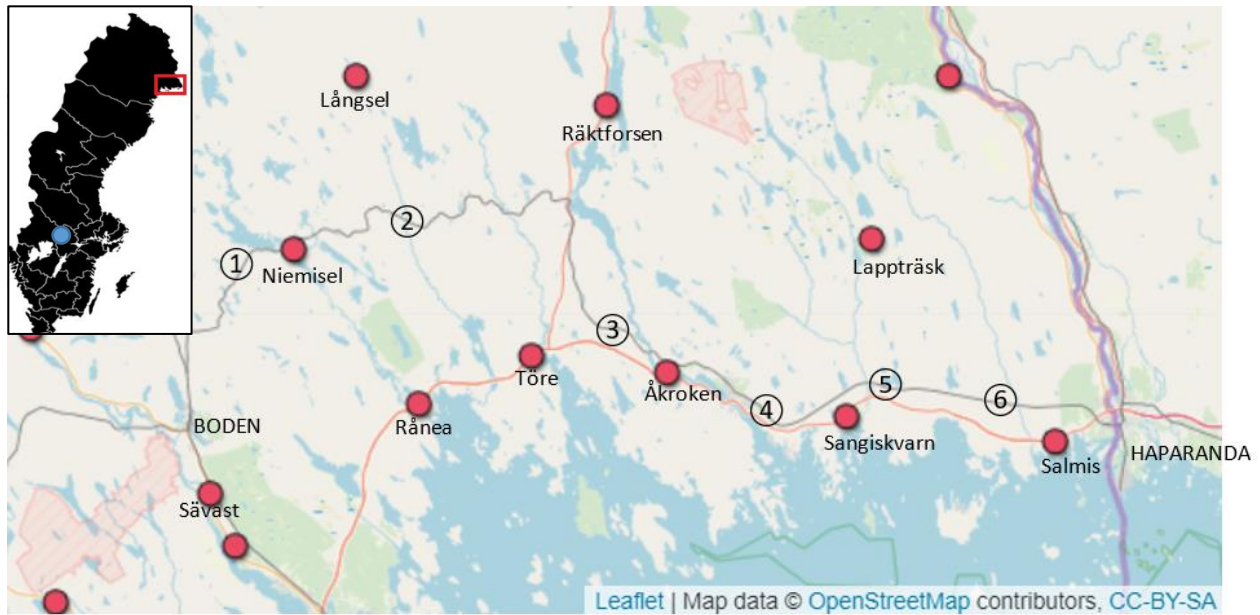 Långsel
Räktforsen
②
①
Niemisel
Lappträsk
③
Töre
Åkroken
⑤
⑥
④
Rånea
BODEN
Sangiskvarn
Salmis
HAPARANDA
Sävast
Leaflet | Map data © OpenStreetMap contributors, CC-BY-SA